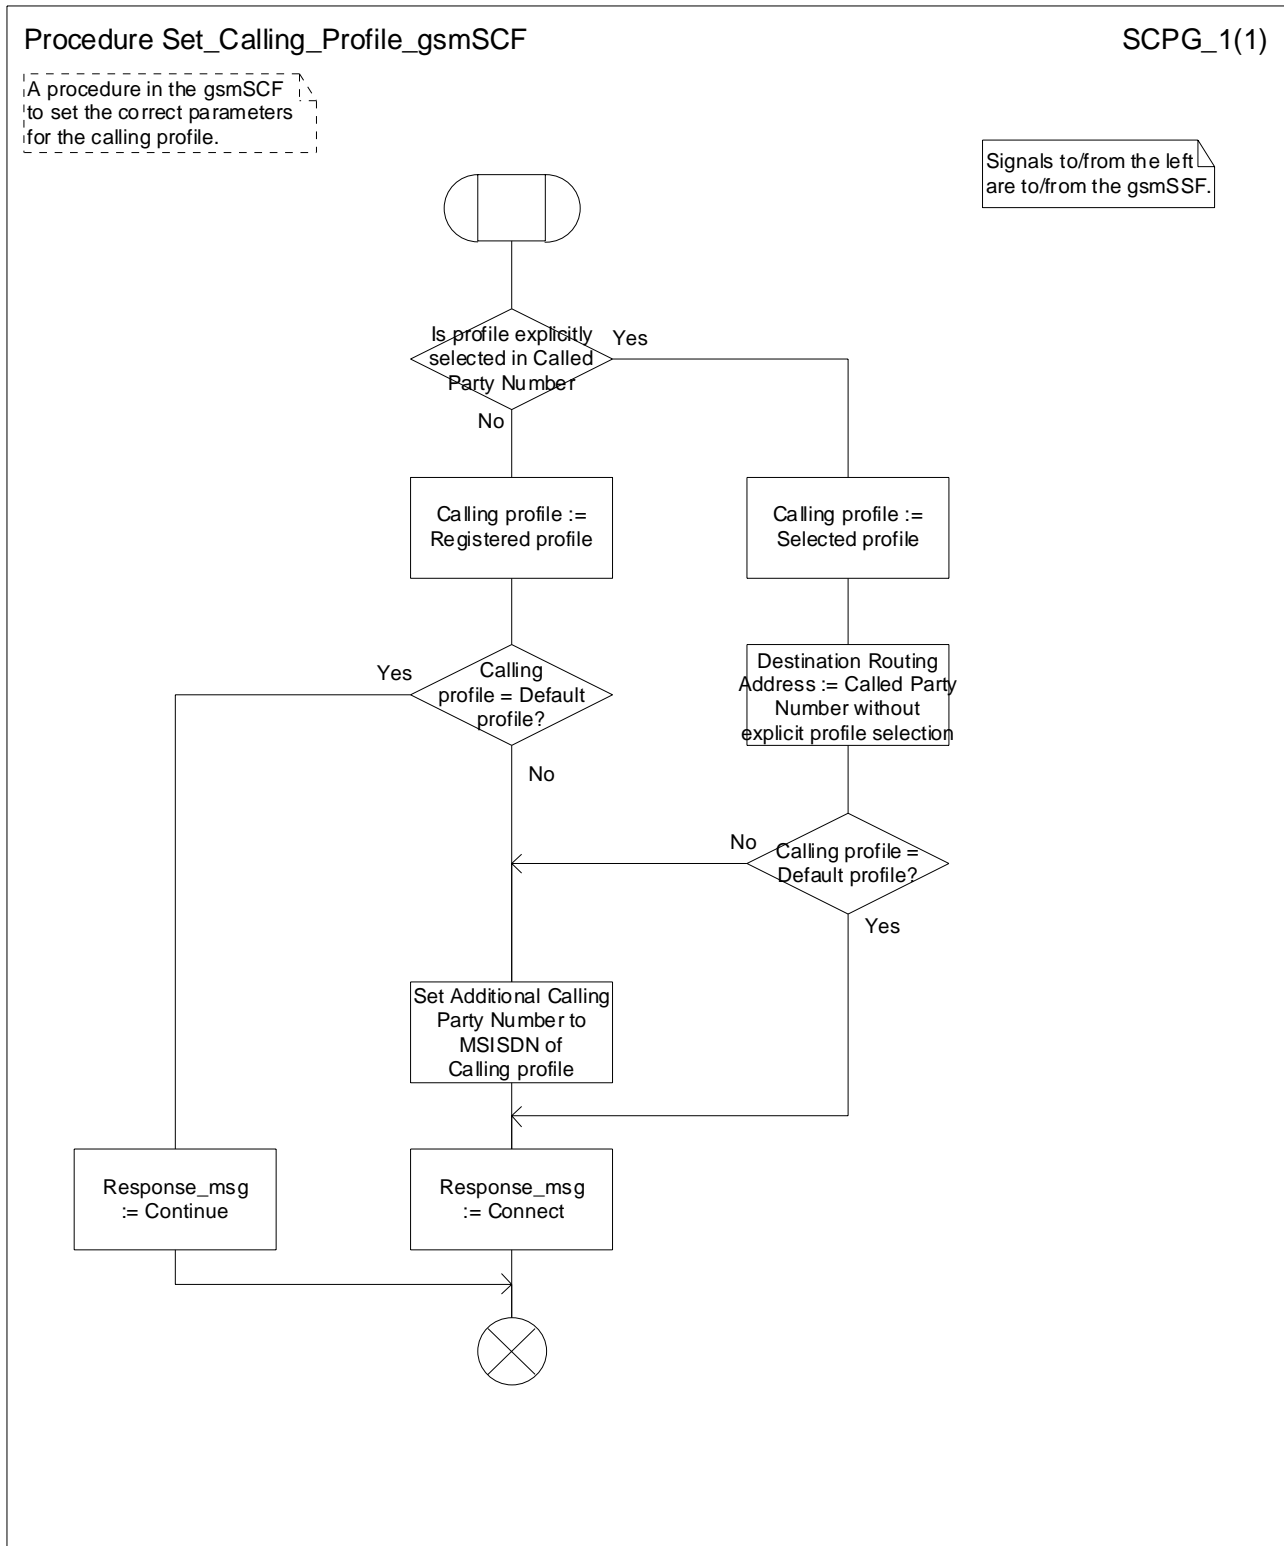 Procedure Set_Calling_Profile_gsmSCF
SCPG_1(1)
A procedure in the gsmSCF
to set the correct parameters
for the calling profile.
Signals to/from the left
are to/from the gsmSSF.
Is profile explicitly
selected in Called
Party Number
Yes
No
Calling profile :=
Registered profile
Calling profile :=
Selected profile
Yes
Calling
profile = Default
profile?
No
Destination Routing
Address := Called Party
Number without
explicit profile selection
No
Calling profile =
Default profile?
Yes
Set Additional Calling
Party Number to
MSISDN of
Calling profile
Response_msg
:= Continue
Response_msg
:= Connect